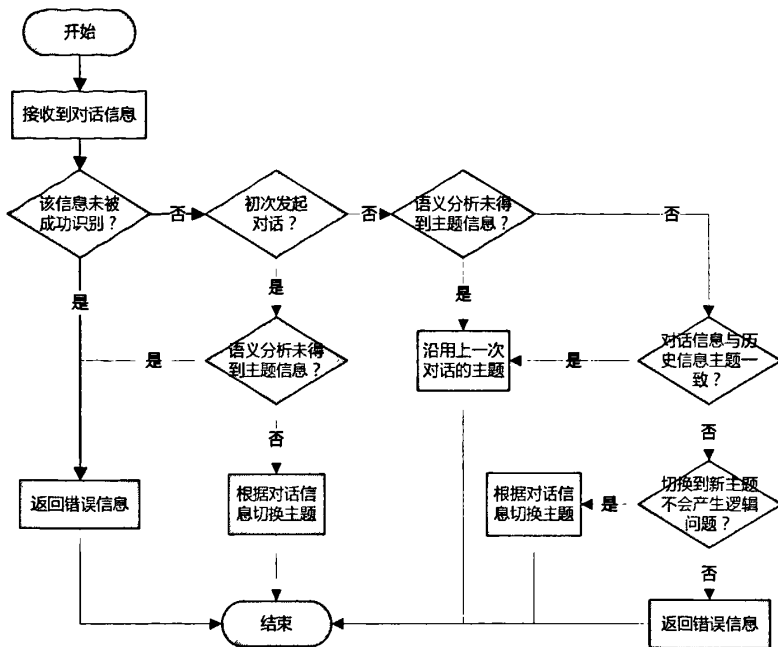 开始
接收到对话信息
该信息未被
成功识别？
否
初次发起
对话？
否
语义分析未得
到主题信息？
否
是
是
是
语义分析未得
到主题信息？
是
沿用上一次
对话的主题
是
对话信息与历
史信息主题一
致？
否
否
返回错误信息
根据对话信
息切换主题
根据对话信
息切换主题
是
切换到新主题
不会产生逻辑
问题？
否
结束
返回错误信息